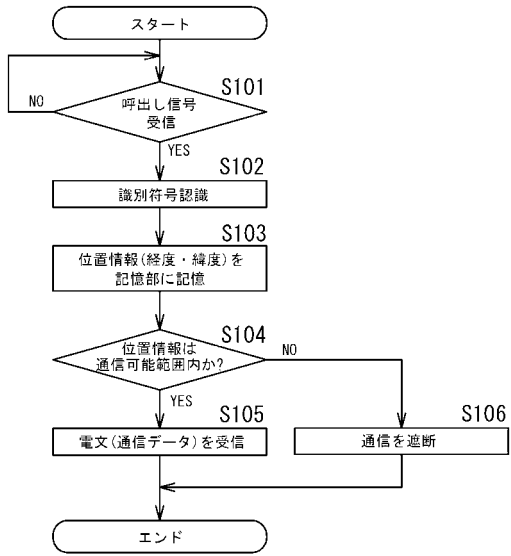 スタート
S101
NO
呼出し信号
受信
YES
S102
識別符号認識
S103
位置情報(経度・緯度)を
記憶部に記憶
S104
位置情報は
通信可能範囲内か?
NO
YES
S105
S106
電文(通信データ)を受信
通信を遮断
エンド